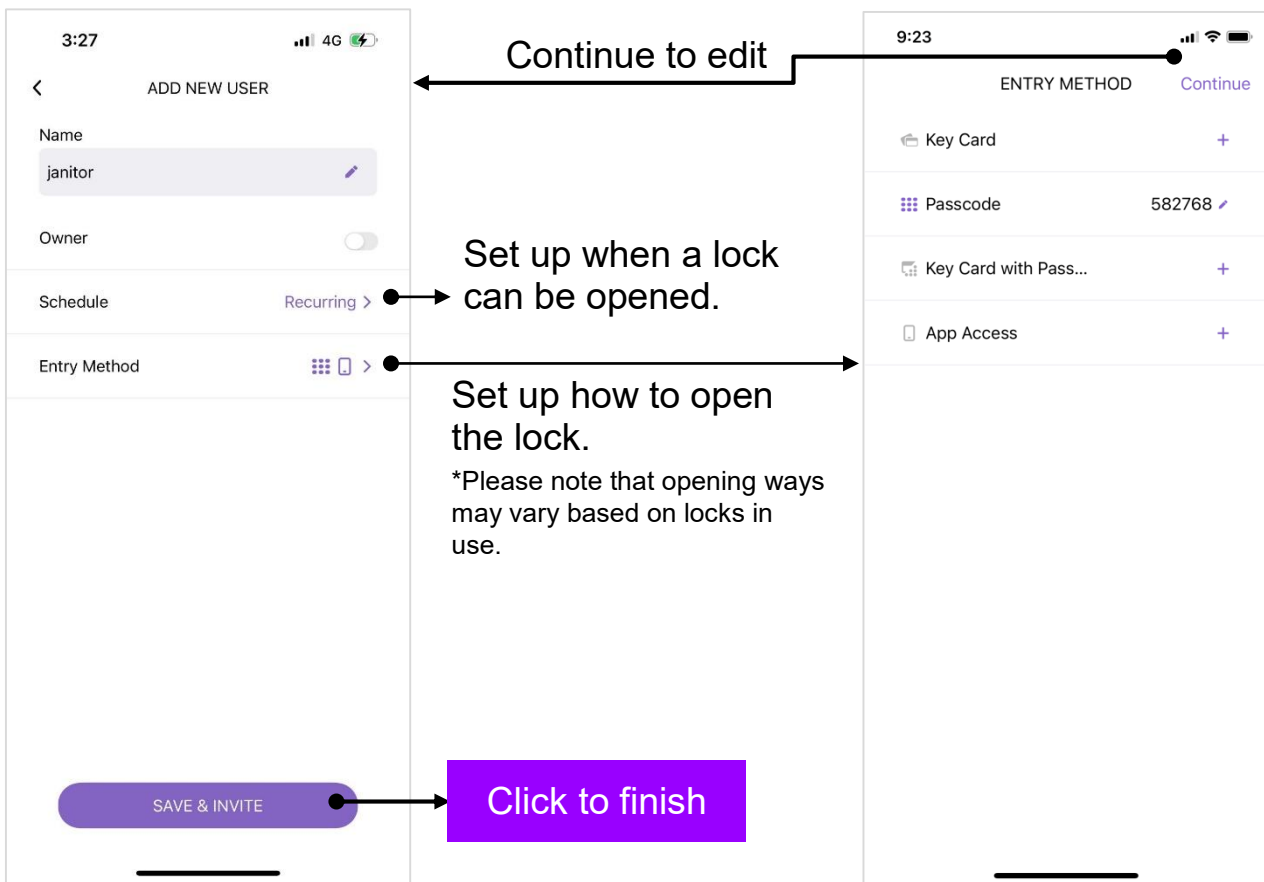 3:27
4G
ADD NEW USER
Name
janitor
Owner
Schedule
Recurring
Entry Method
SAVE & INVITE
Continue to edit
Set up when a lock
can be opened.
Set up how to open
the lock.
*Please note that opening ways
may vary based on locks in
use.
Click to finish
9:23
ENTRY METHOD
Continue
Key Card
Passcode
582768
Key Card with Pass...
App Access